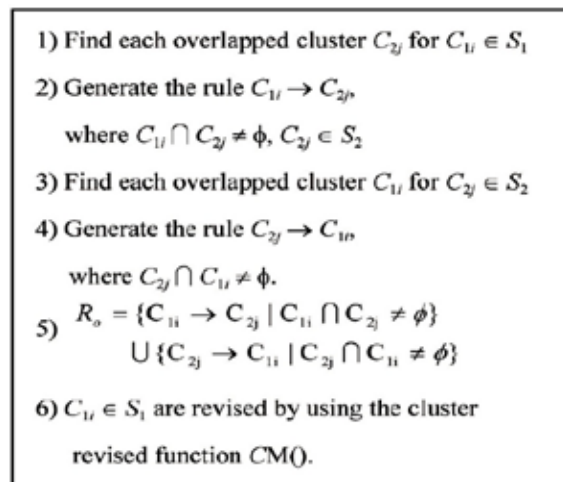 1) Find each overlapped cluster C₂ⱼ for C₁ᵢ ∈ S₁
2) Generate the rule C₁ᵢ → C₂ⱼ,
where C₁ᵢ ⋂ C₂ⱼ ≠ ϕ, C₂ⱼ ∈ S₂
3) Find each overlapped cluster C₁ᵢ for C₂ⱼ ∈ S₂
4) Generate the rule C₂ⱼ → C₁ᵢ,
where C₂ⱼ ⋂ C₁ᵢ ≠ ϕ.
5) Rₒ = {C₁ᵢ → C₂ⱼ | C₁ᵢ ⋂ C₂ⱼ ≠ ϕ}
⋃ {C₂ⱼ → C₁ᵢ | C₂ⱼ ⋂ C₁ᵢ ≠ ϕ}
6) C₁ᵢ ∈ S₁ are revised by using the cluster
revised function CM().